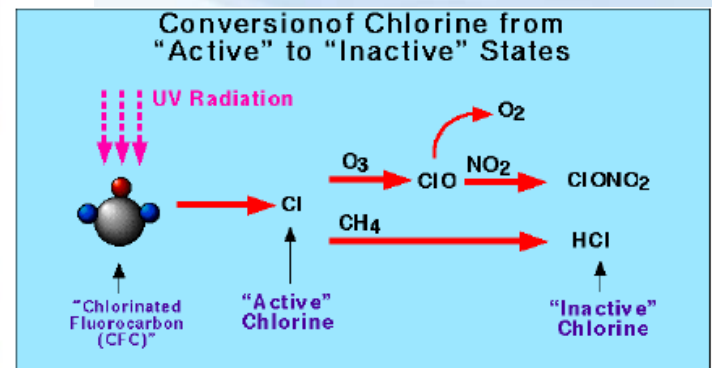 Conversionof Chlorine from
“Active” to “Inactive” States
UV Radiation
O2
O3
ClO
NO2
ClONO2
Cl
CH4
HCl
“Chlorinated
Fluorocarbon
(CFC)”
“Active”
Chlorine
“Inactive”
Chlorine